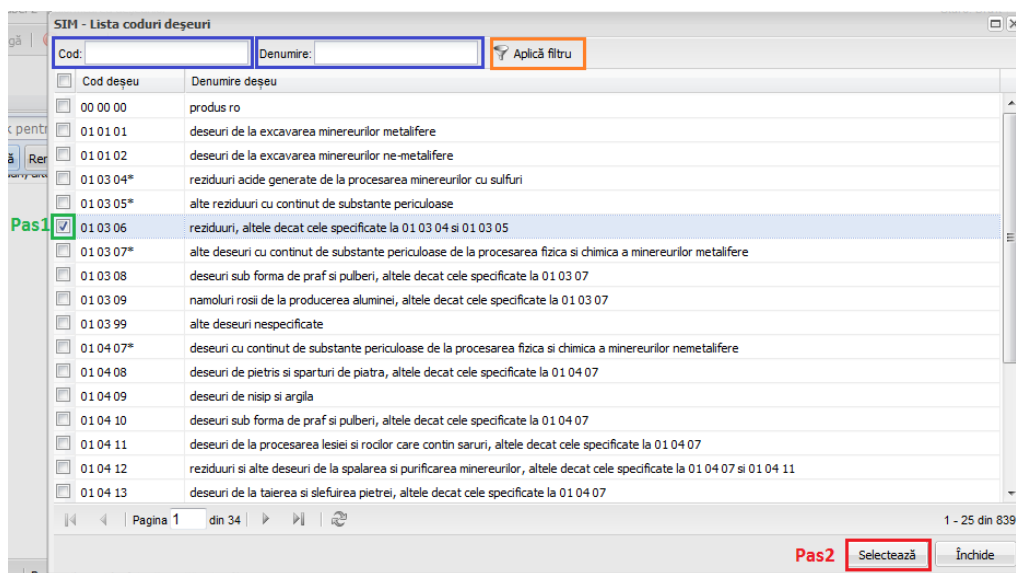 SIM - Lista coduri deșeuri
gă
Cod: Denumire: Aplică filtru
Cod deșeu Denumire deșeu
00 00 00 produs ro
01 01 01 deseuri de la excavarea minereurilor metalifere
01 01 02 deseuri de la excavarea minereurilor ne-metalifere
01 03 04* reziduuri acide generate de la procesarea minereurilor cu sulfuri
01 03 05* alte reziduuri cu continut de substante periculoase
Pas1 01 03 06 reziduuri, altele decat cele specificate la 01 03 04 si 01 03 05
01 03 07* alte deseuri cu continut de substante periculoase de la procesarea fizica si chimica a minereurilor metalifere
01 03 08 deseuri sub forma de praf si pulberi, altele decat cele specificate la 01 03 07
01 03 09 namoluri rosii de la producerea aluminei, altele decat cele specificate la 01 03 07
01 03 99 alte deseuri nespecificate
01 04 07* deseuri cu continut de substante periculoase de la procesarea fizica si chimica a minereurilor nemetalifere
01 04 08 deseuri de pietris si sparturi de piatra, altele decat cele specificate la 01 04 07
01 04 09 deseuri de nisip si argila
01 04 10 deseuri sub forma de praf si pulberi, altele decat cele specificate la 01 04 07
01 04 11 deseuri de la procesarea lesiei si rocilor care contin saruri, altele decat cele specificate la 01 04 07
01 04 12 reziduuri si alte deseuri de la spalarea si purificarea minereurilor, altele decat cele specificate la 01 04 07 si 01 04 11
01 04 13 deseuri de la taierea si slefuirea pietrei, altele decat cele specificate la 01 04 07
Pagina 1 din 34 1 - 25 din 839
Pas2 Selectează Închide